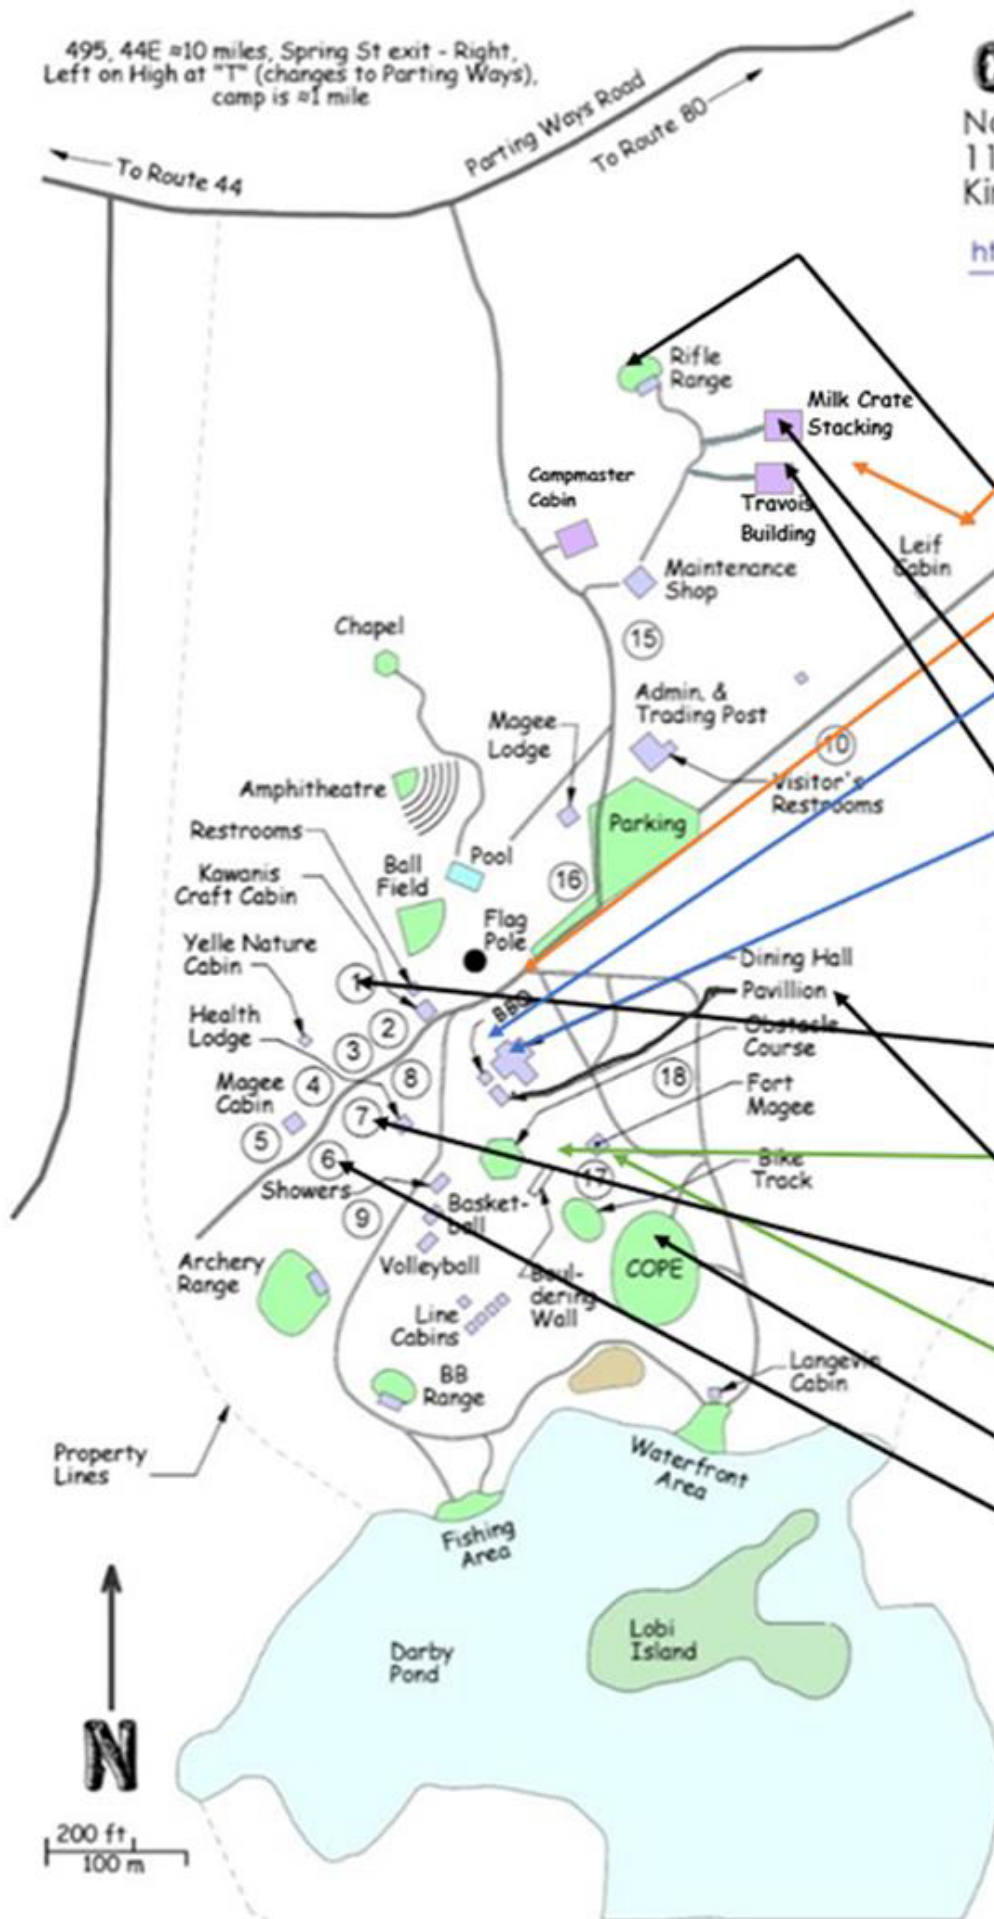 495, 44E ≈10 miles, Spring St exit - Right,
Left on High at "T" (changes to Parting Ways),
camp is ≈1 mile
Parting Ways Road
To Route 80
To Route 44
Rifle
Range
Milk Crate
Stacking
Campmaster
Cabin
Travois
Building
Leif
Cabin
Maintenance
Shop
15
Chapel
Admin. &
Trading Post
Magee
Lodge
10
Visitor's
Restrooms
Amphitheatre
Parking
Restrooms
Pool
Ball
Field
Kawanis
Craft Cabin
16
Flag
Pole
Yelle Nature
Cabin
Dining Hall
1
Pavillion
BBQ
Health
Lodge
2
Obstacle
Course
3
8
18
Magee
Cabin
4
Fort
Magee
7
5
6
Bike
Track
17
Showers
Basket-
ball
9
Archery
Range
Volleyball
COPE
Boul-
dering
Wall
Line
Cabins
BB
Range
Langevin
Cabin
Property
Lines
Waterfront
Area
Fishing
Area
Lobi
Island
Darby
Pond
N
200 ft
100 m